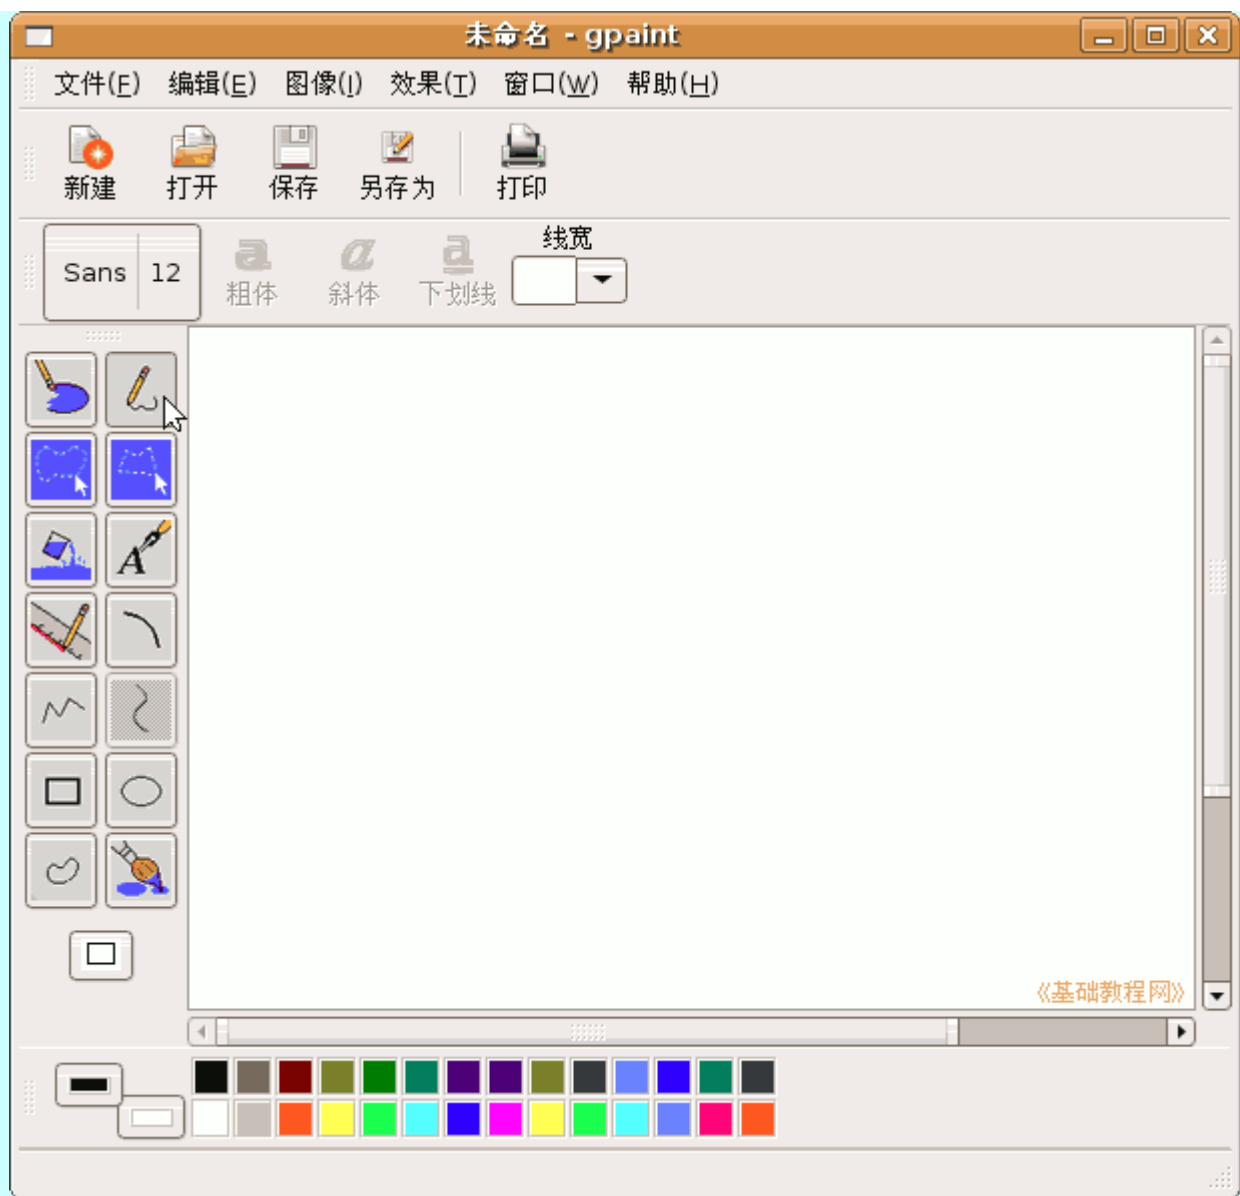 未命名 - gpaint
文件(F) 编辑(E) 图像(I) 效果(T) 窗口(W) 帮助(H)
新建 打开 保存 另存为 打印
线宽
Sans 12
粗体 斜体 下划线
《基础教程网》